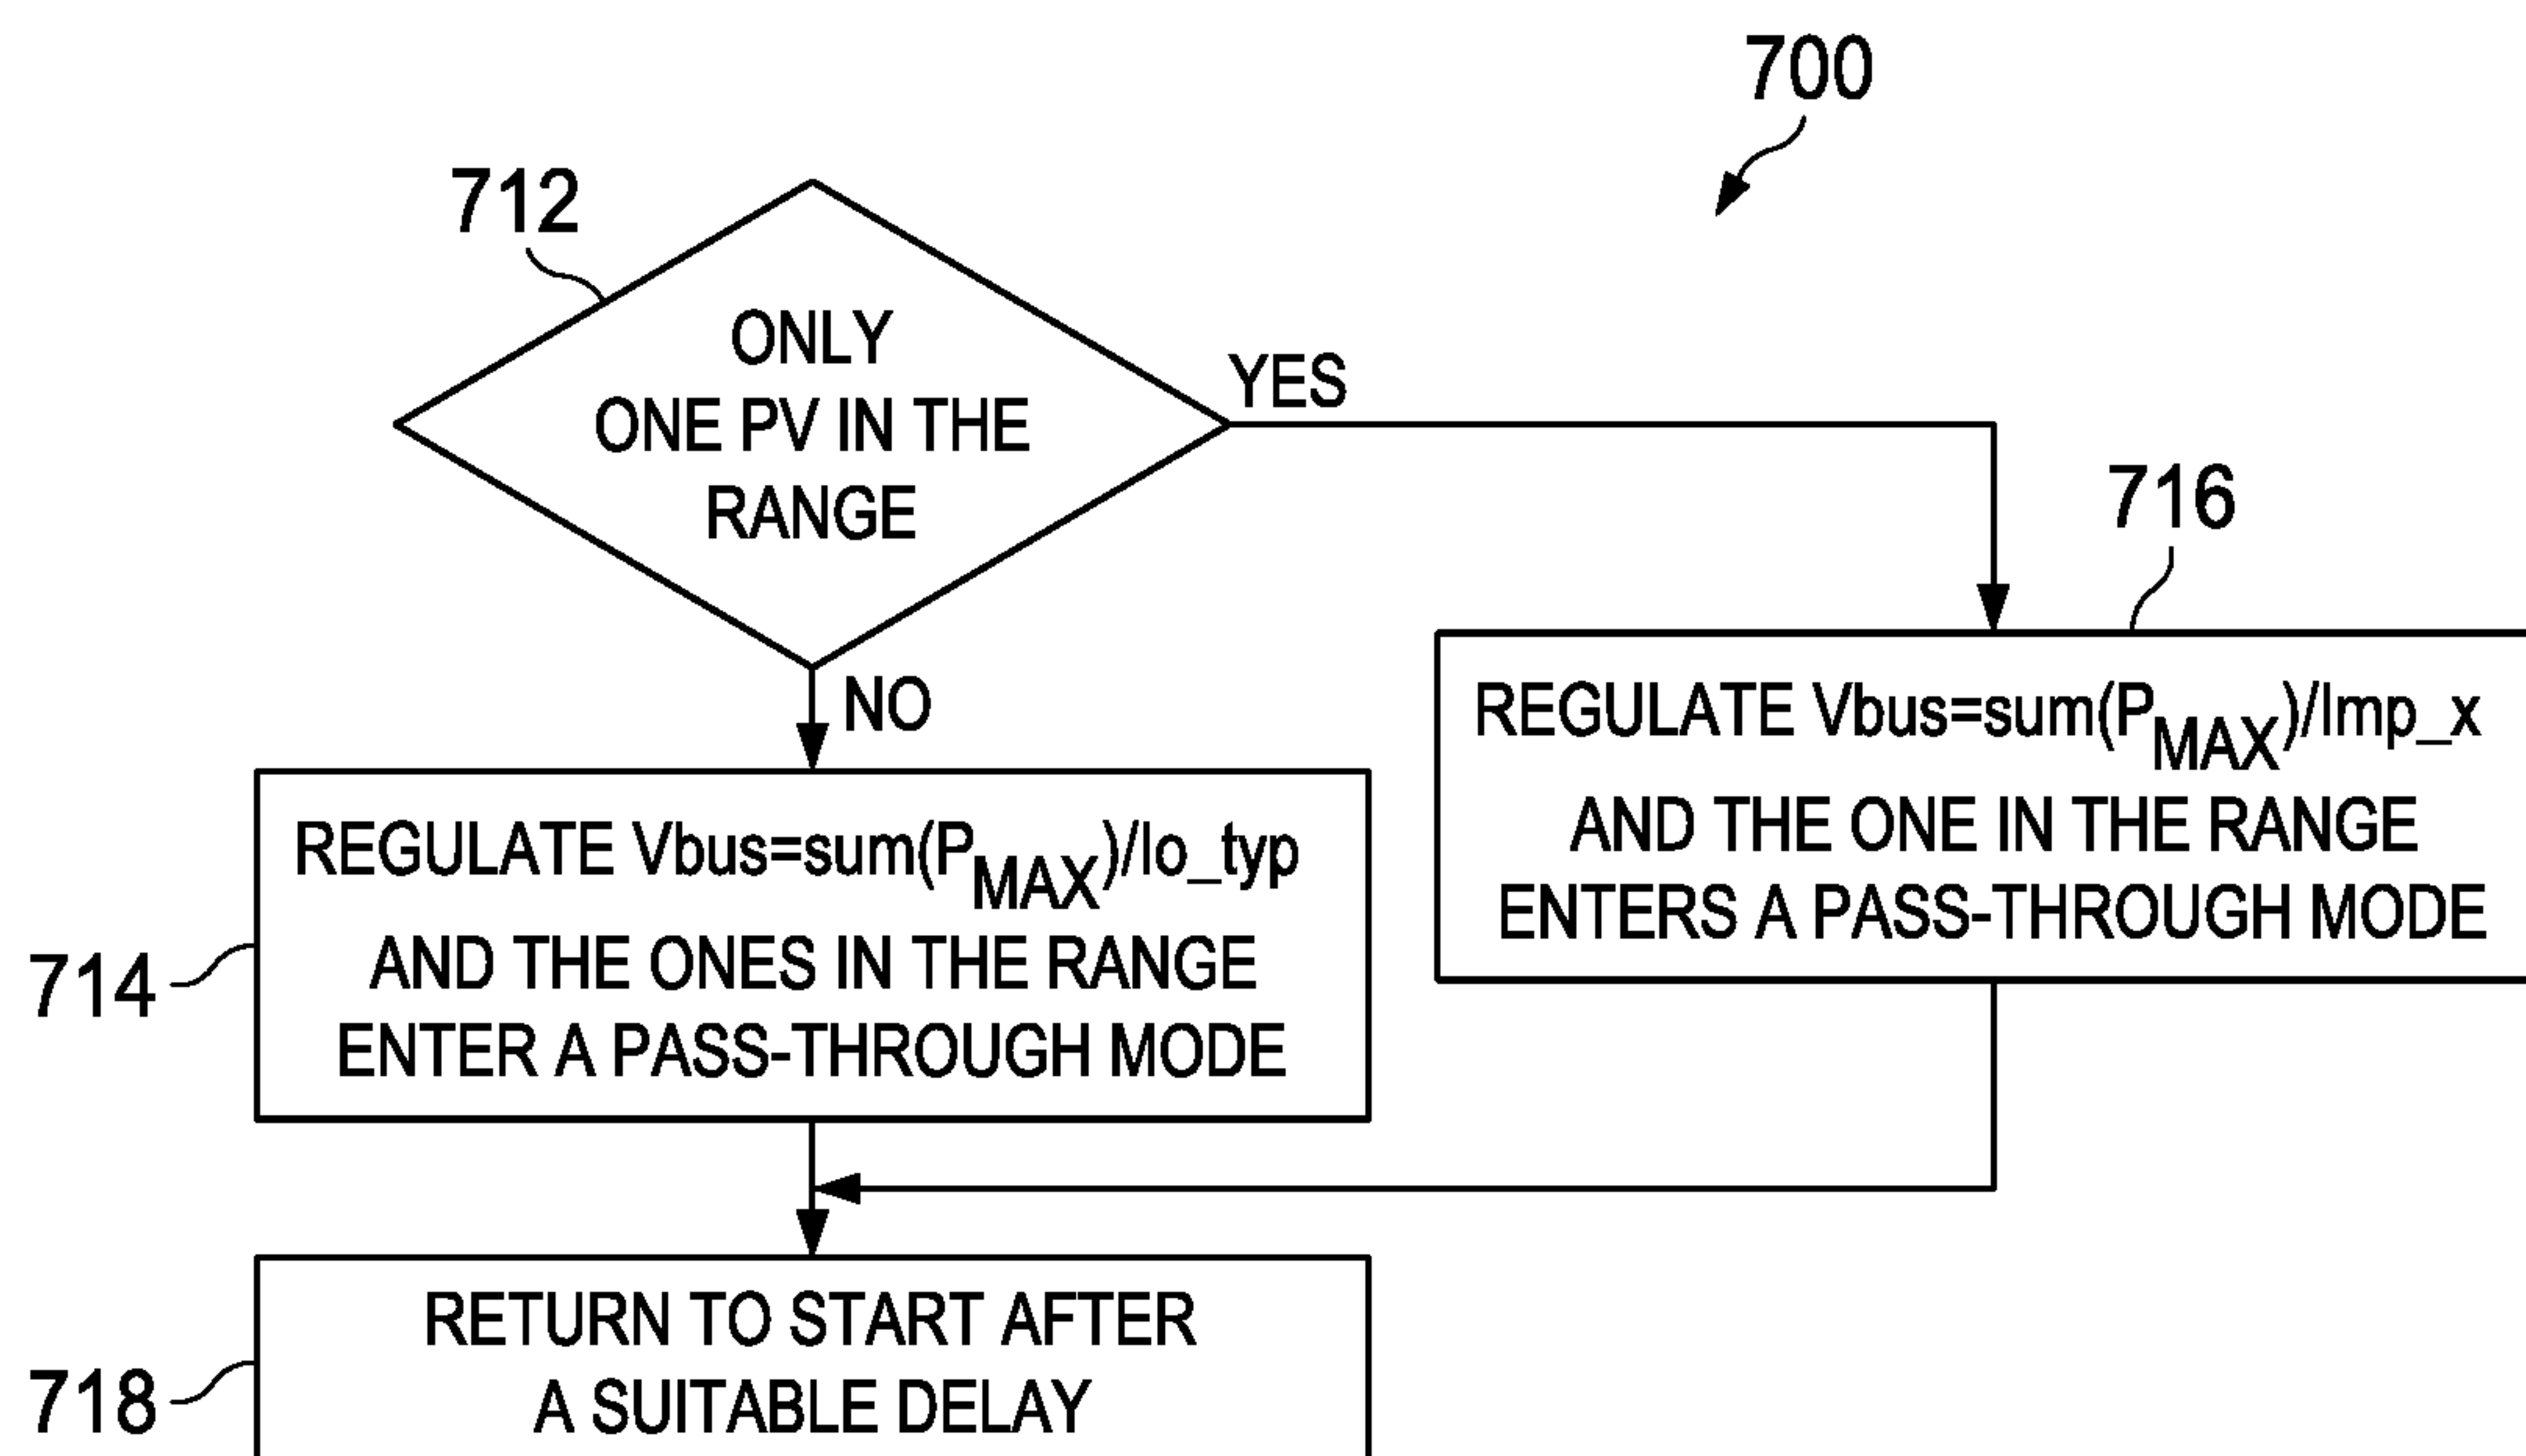 700
712
ONLY
ONE PV IN THE
RANGE
YES
NO
716
REGULATE Vbus=sum(PMAX)/Imp_x
AND THE ONE IN THE RANGE
ENTERS A PASS-THROUGH MODE
714
REGULATE Vbus=sum(PMAX)/Io_typ
AND THE ONES IN THE RANGE
ENTER A PASS-THROUGH MODE
718
RETURN TO START AFTER
A SUITABLE DELAY